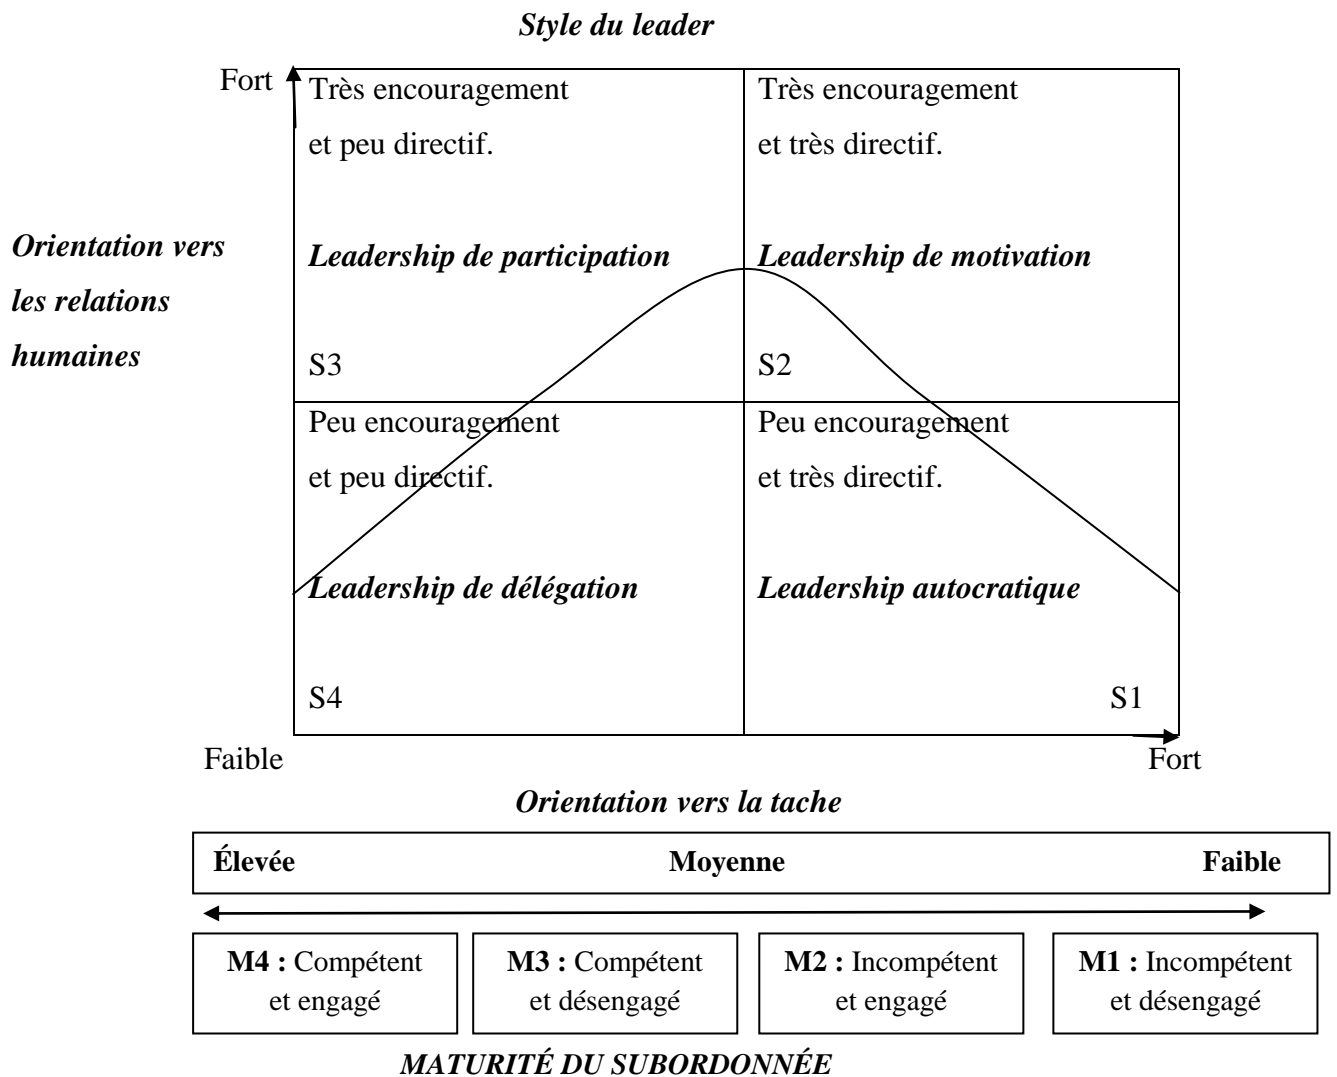 Style du leader
Fort
Très encouragement
et peu directif.
Leadership de participation
S3
Très encouragement
et très directif.
Leadership de motivation
S2
Orientation vers
les relations
humaines
Peu encouragement
et peu directif.
Leadership de délégation
S4
Peu encouragement
et très directif.
Leadership autocratique
S1
Faible
Fort
Orientation vers la tache
Élevée
Moyenne
Faible
M4 : Compétent
et engagé
M3 : Compétent
et désengagé
M2 : Incompétent
et engagé
M1 : Incompétent
et désengagé
MATURITÉ DU SUBORDONNÉE